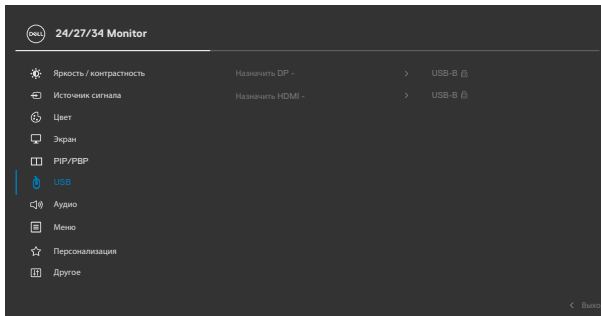 DELL 24/27/34 Monitor
Яркость / контрастность Назначить DP - > USB-B
Источник сигнала Назначить HDMI - > USB-B
Цвет
Экран
PIP/PBP
USB
Аудио
Меню
Персонализация
Другое
< Выхо